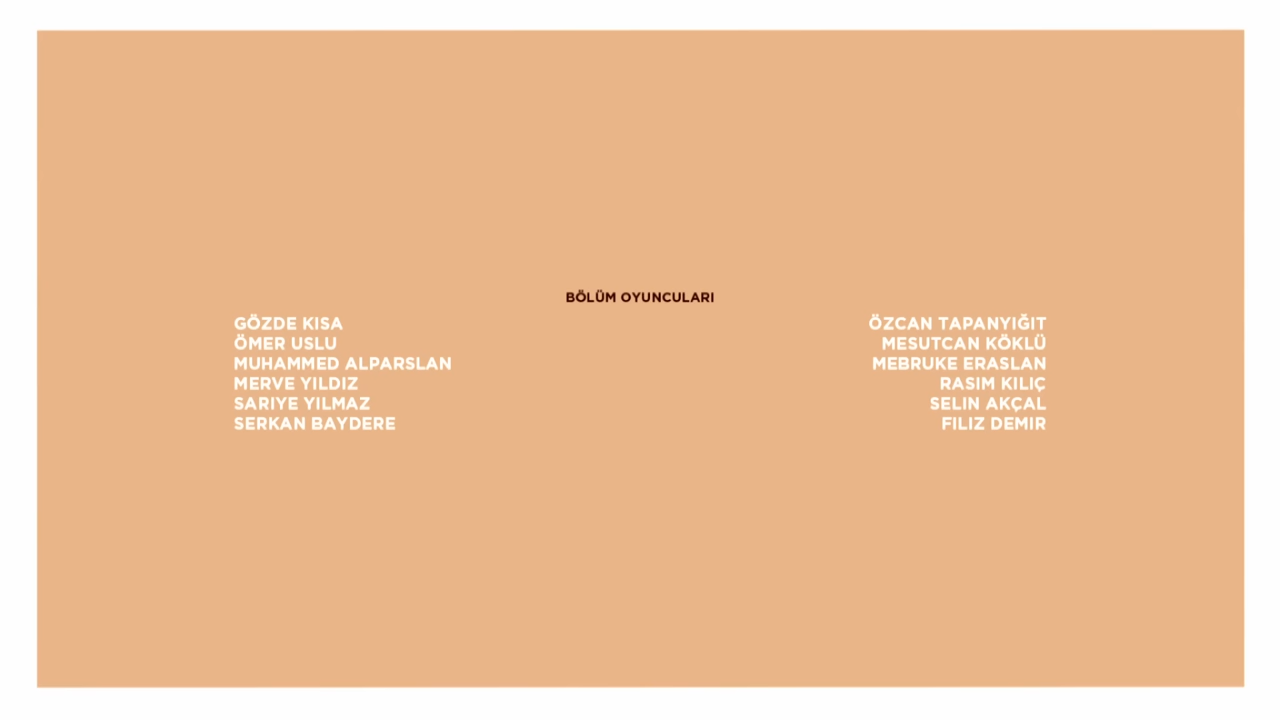 BÖLÜM OYUNCULARI
GÖZDE KISA
ÖMER USLU
MUHAMMED ALPARSLAN
MERVE YILDIZ
SARIYE YILMAZ
SERKAN BAYDERE
ÖZCAN TAPANYIĞIT
MESUTCAN KÖKLÜ
MEBRUKE ERASLAN
RASIM KILIÇ
SELIN AKÇAL
FILIZ DEMIR